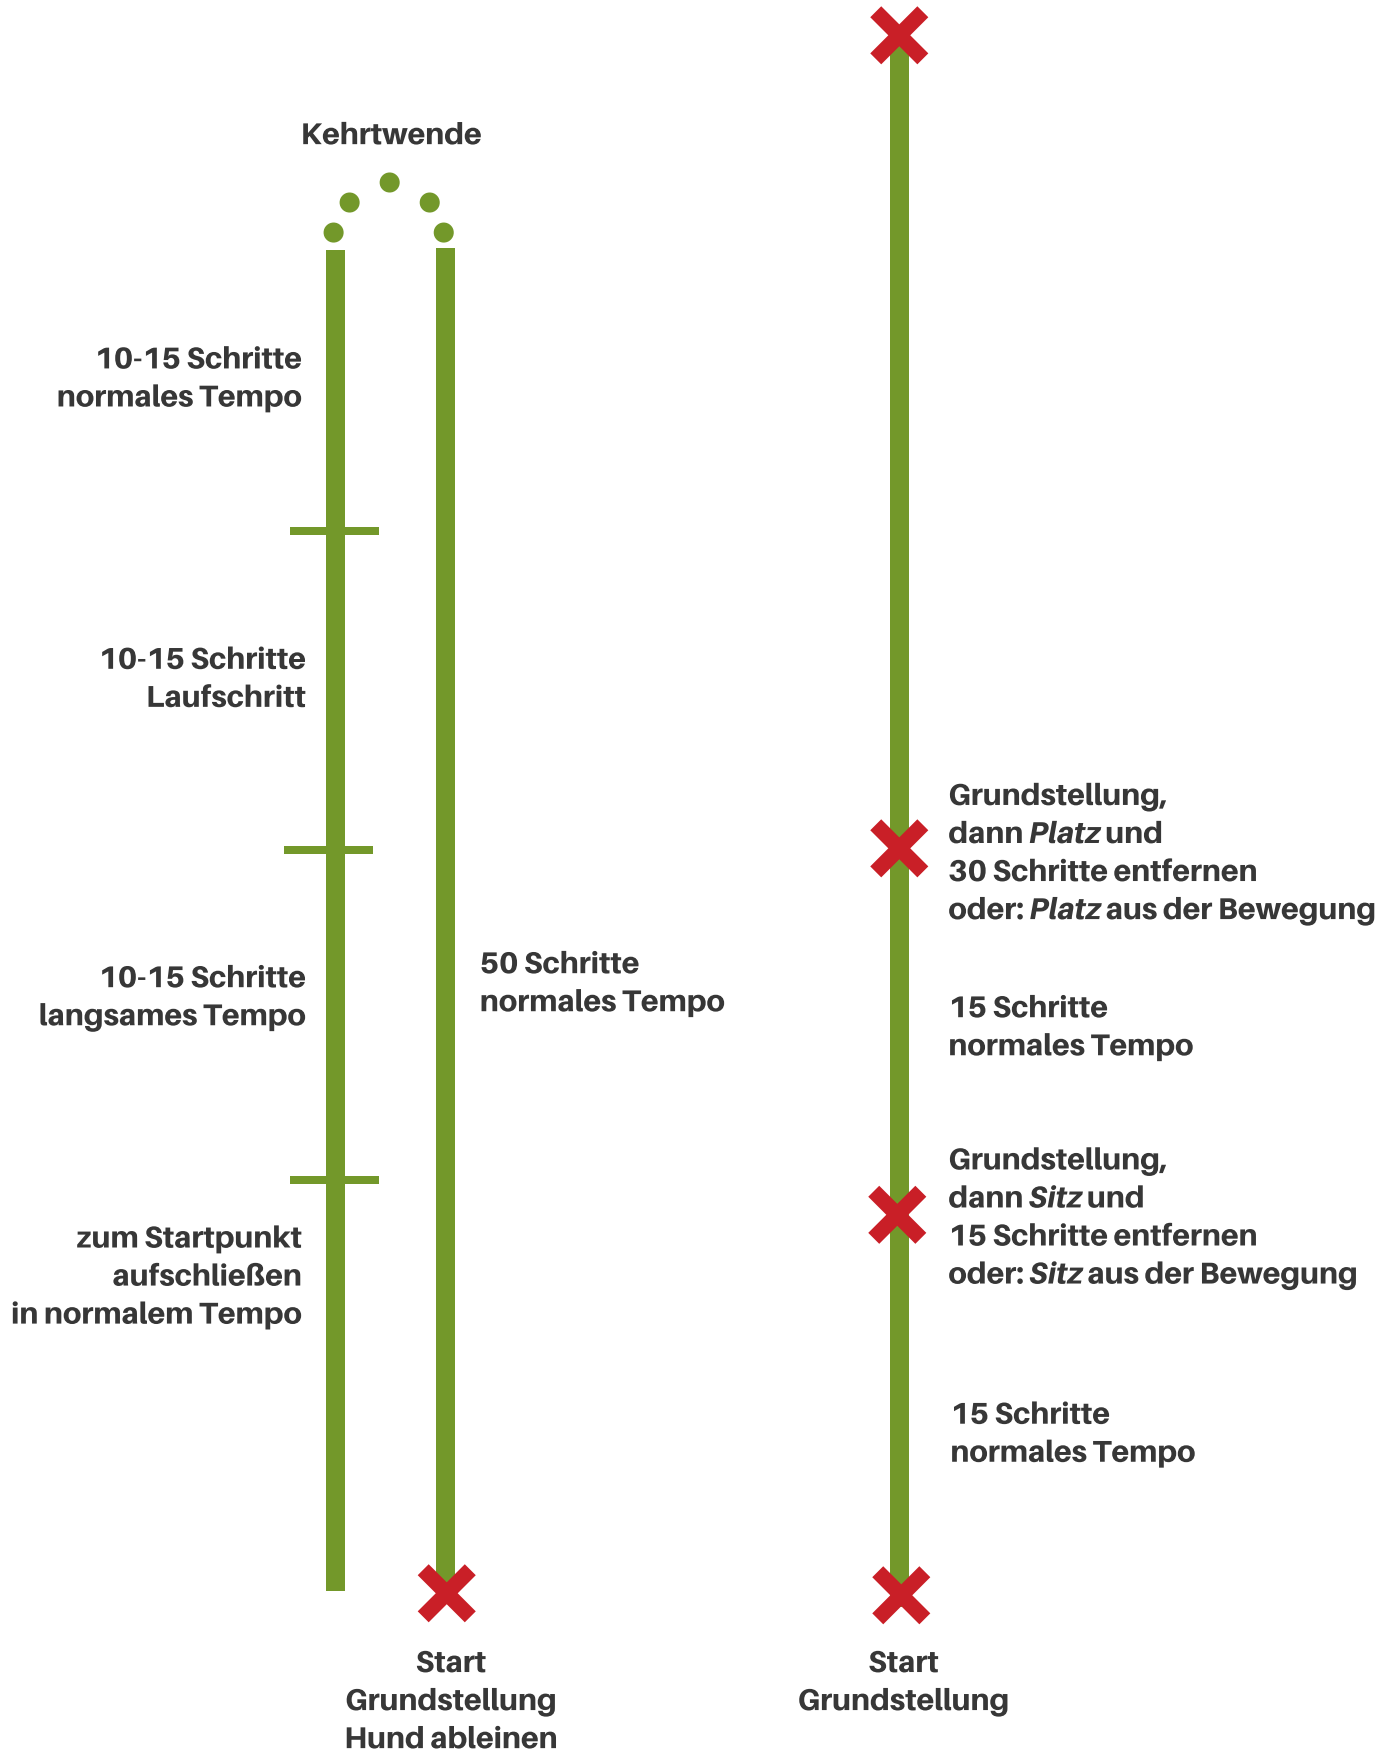 Kehrtwende
10-15 Schritte
normales Tempo
10-15 Schritte
Laufschritt
10-15 Schritte
langsames Tempo
zum Startpunkt
aufschließen
in normalem Tempo
50 Schritte
normales Tempo
Start
Grundstellung
Hund ableinen
Grundstellung,
dann Platz und
30 Schritte entfernen
oder: Platz aus der Bewegung
15 Schritte
normales Tempo
Grundstellung,
dann Sitz und
15 Schritte entfernen
oder: Sitz aus der Bewegung
15 Schritte
normales Tempo
Start
Grundstellung